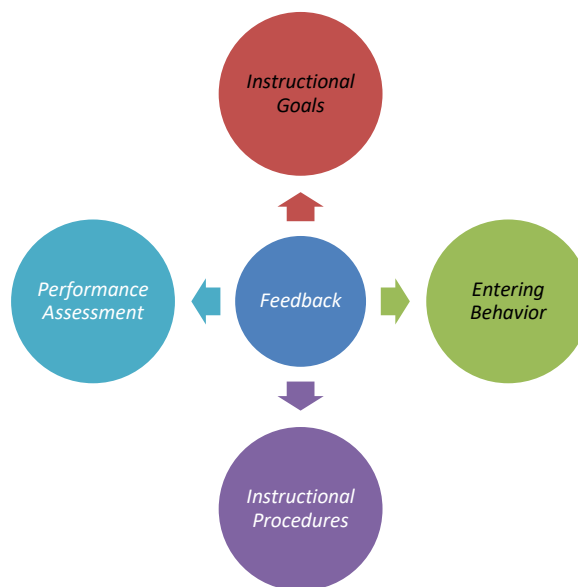 Instructional
Goals
Performance
Assessment
Feedback
Entering
Behavior
Instructional
Procedures